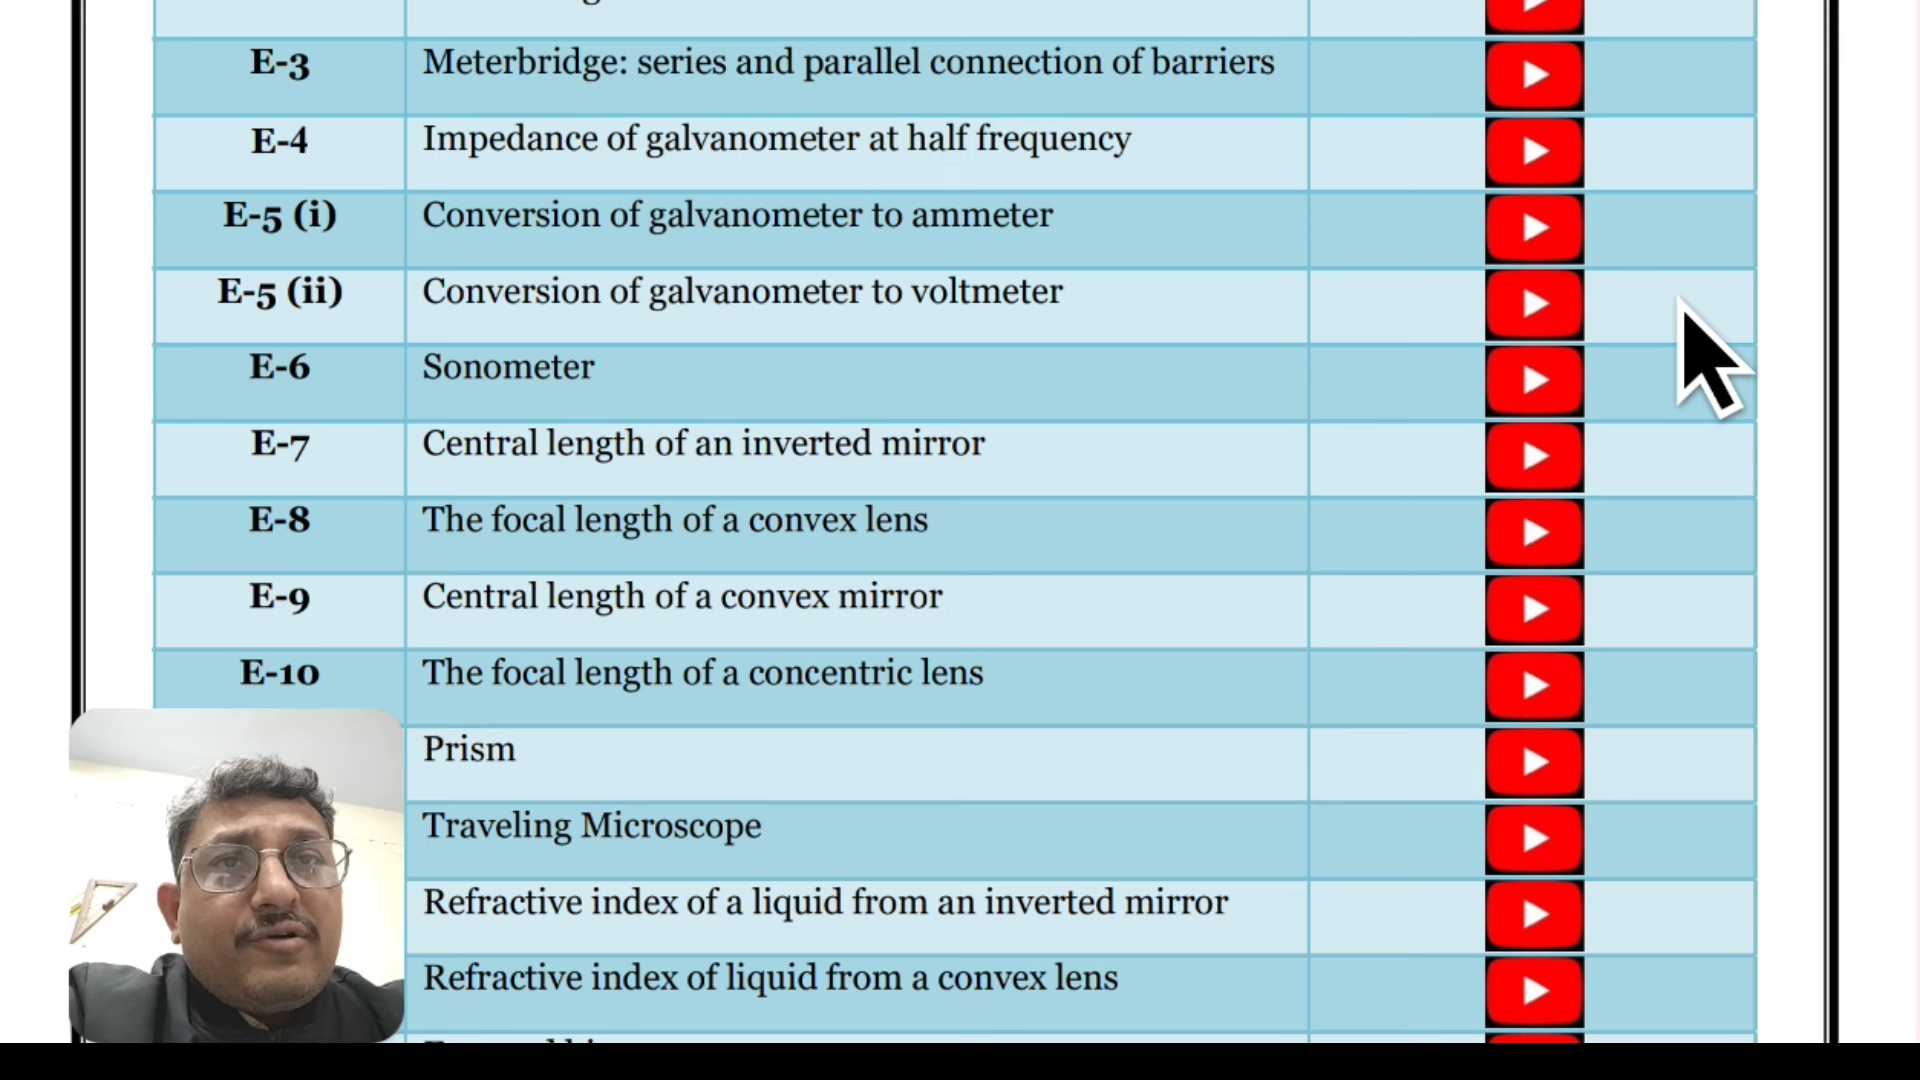 E-3 Meterbridge: series and parallel connection of barriers
E-4 Impedance of galvanometer at half frequency
E-5 (i) Conversion of galvanometer to ammeter
E-5 (ii) Conversion of galvanometer to voltmeter
E-6 Sonometer
E-7 Central length of an inverted mirror
E-8 The focal length of a convex lens
E-9 Central length of a convex mirror
E-10 The focal length of a concentric lens
Prism
Traveling Microscope
Refractive index of a liquid from an inverted mirror
Refractive index of liquid from a convex lens